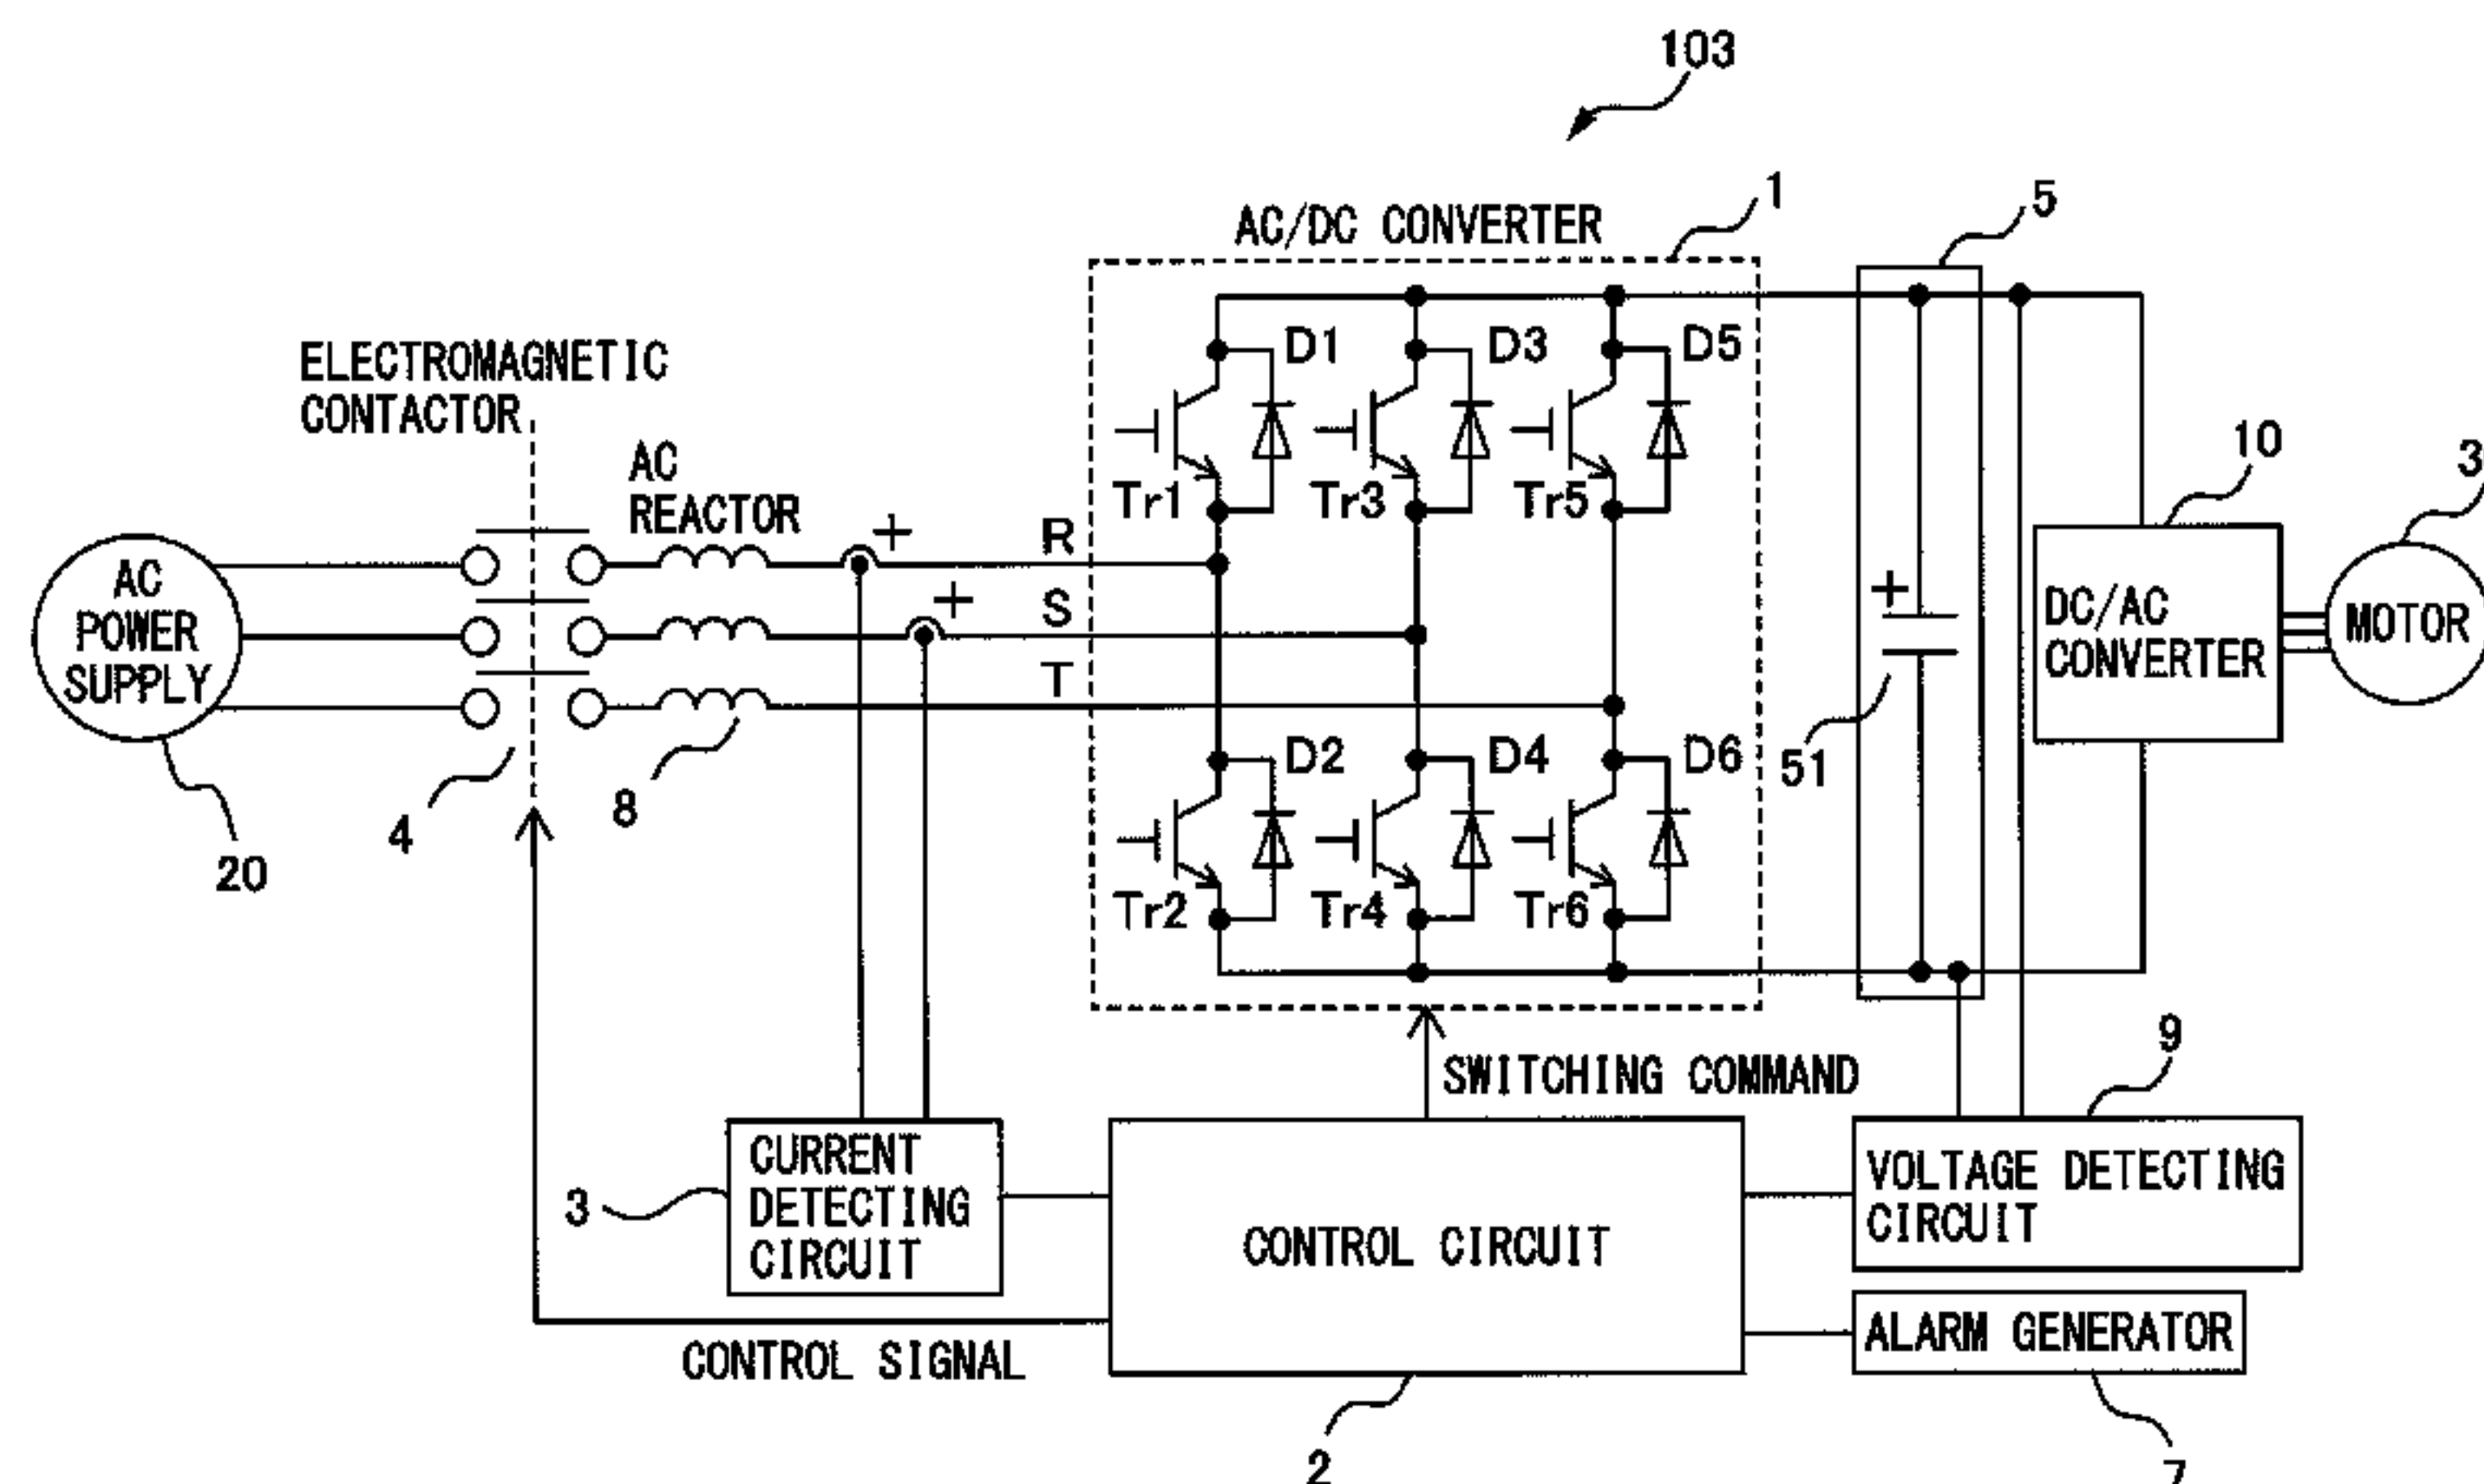 103
1
5
AC/DC CONVERTER
ELECTROMAGNETIC
CONTACTOR
D1
D3
D5
AC
REACTOR
Tr1
Tr3
Tr5
10
3
+
R
+
S
T
AC
POWER
SUPPLY
+
DC/AC
CONVERTER
MOTOR
51
D2
D4
D6
4
8
20
Tr2
Tr4
Tr6
SWITCHING COMMAND
9
3
CURRENT
DETECTING
CIRCUIT
CONTROL CIRCUIT
VOLTAGE DETECTING
CIRCUIT
ALARM GENERATOR
CONTROL SIGNAL
2
7